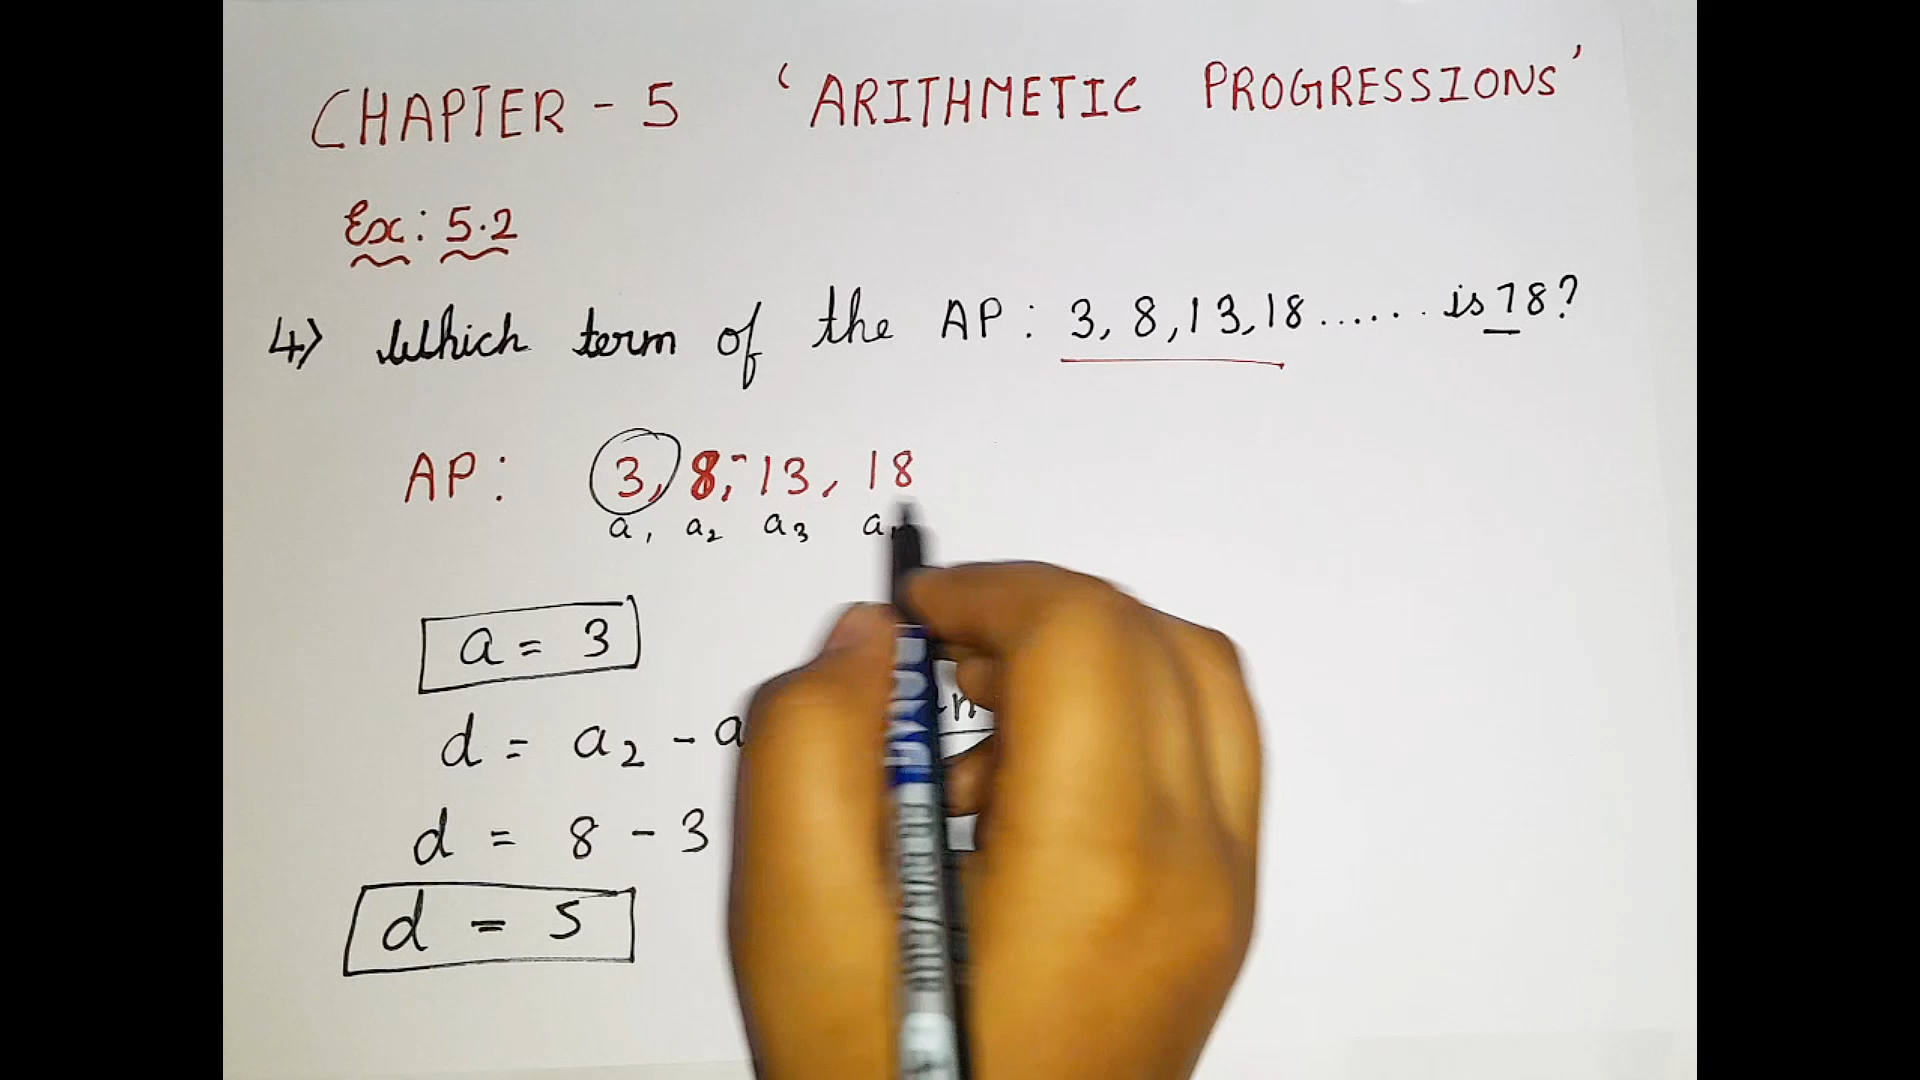 CHAPTER - 5 'ARITHMETIC PROGRESSIONS'
Ex: 5.2
4) Which term of the AP: 3, 8, 13, 18 ...... is 78?
AP: 3, 8, 13, 18
a₁ a₂ a₃ a
a = 3
n
d = a₂ - a
d = 8 - 3
d = 5